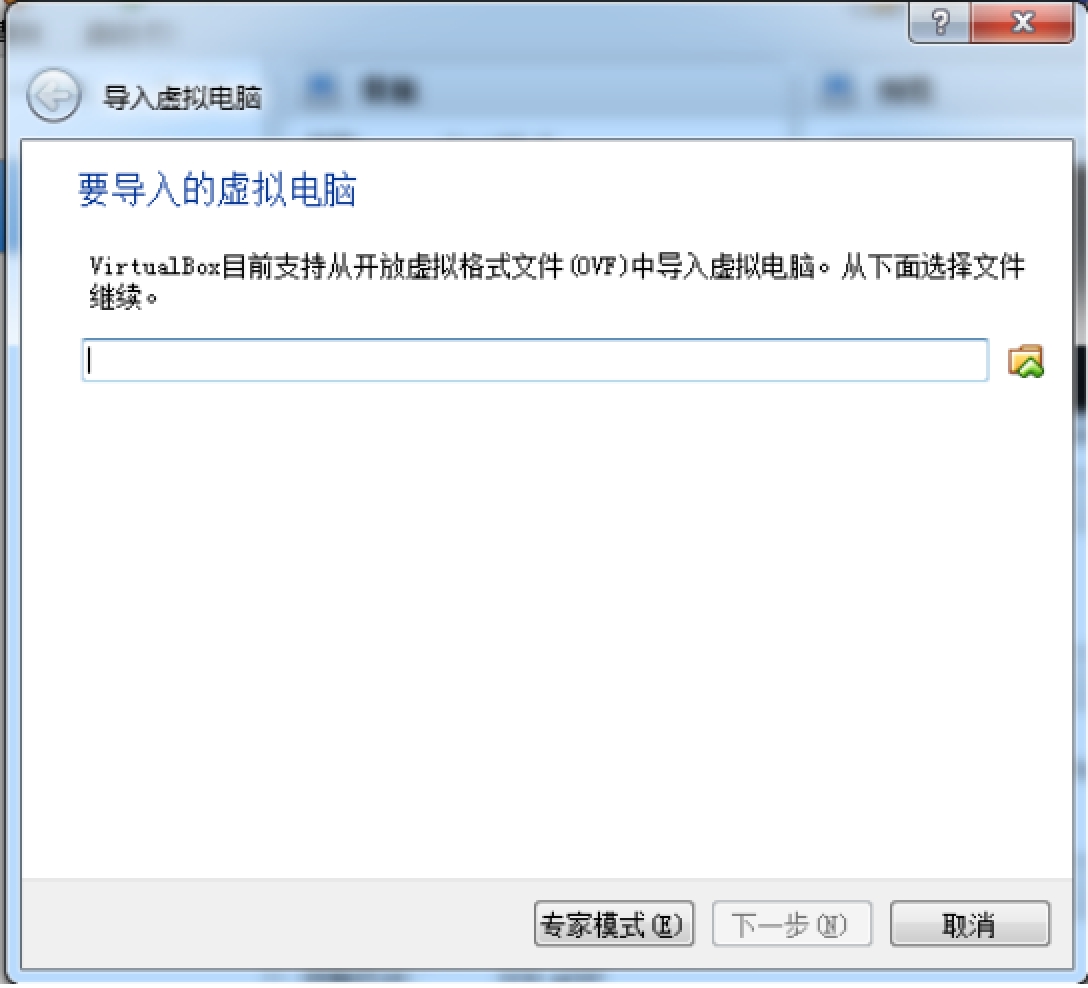 导入虚拟电脑
要导入的虚拟电脑
VirtualBox目前支持从开放虚拟格式文件(OVF)中导入虚拟电脑。从下面选择文件
继续。
专家模式(E)
下一步(N)
取消